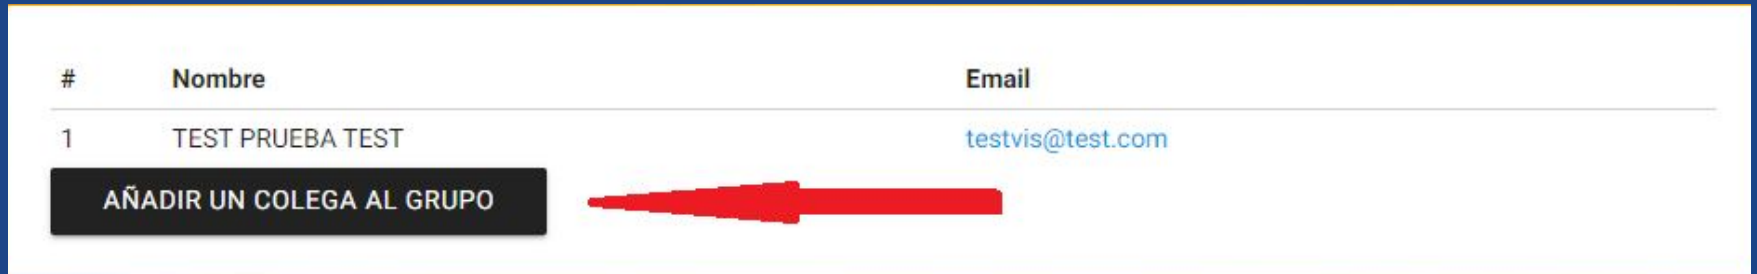 # Nombre Email
1 TEST PRUEBA TEST testvis@test.com
AÑADIR UN COLEGA AL GRUPO